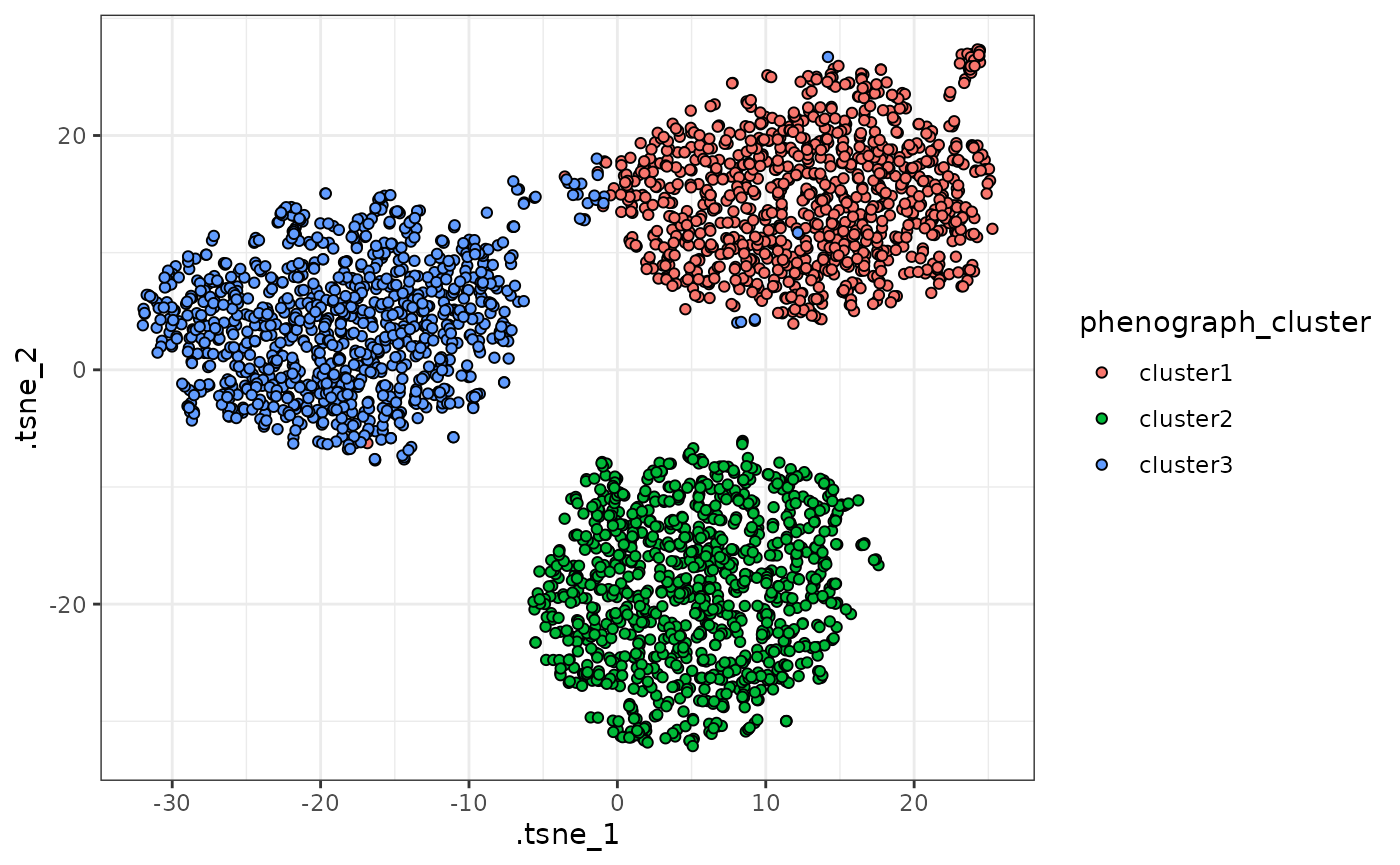 20
0
-20
.tsne_2
-30 -20 -10 0 10 20
.tsne_1
phenograph_cluster
cluster1
cluster2
cluster3